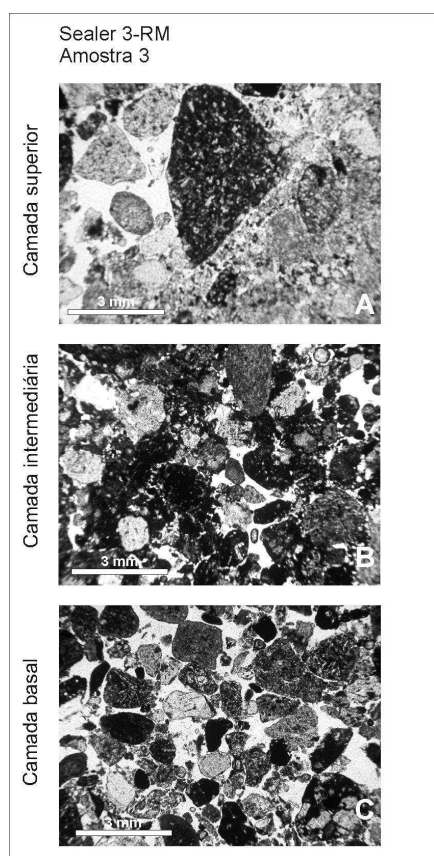 Sealer 3-RM
Amostra 3
Camada superior
3 mm
A
Camada intermediária
3 mm
B
Camada basal
3 mm
C